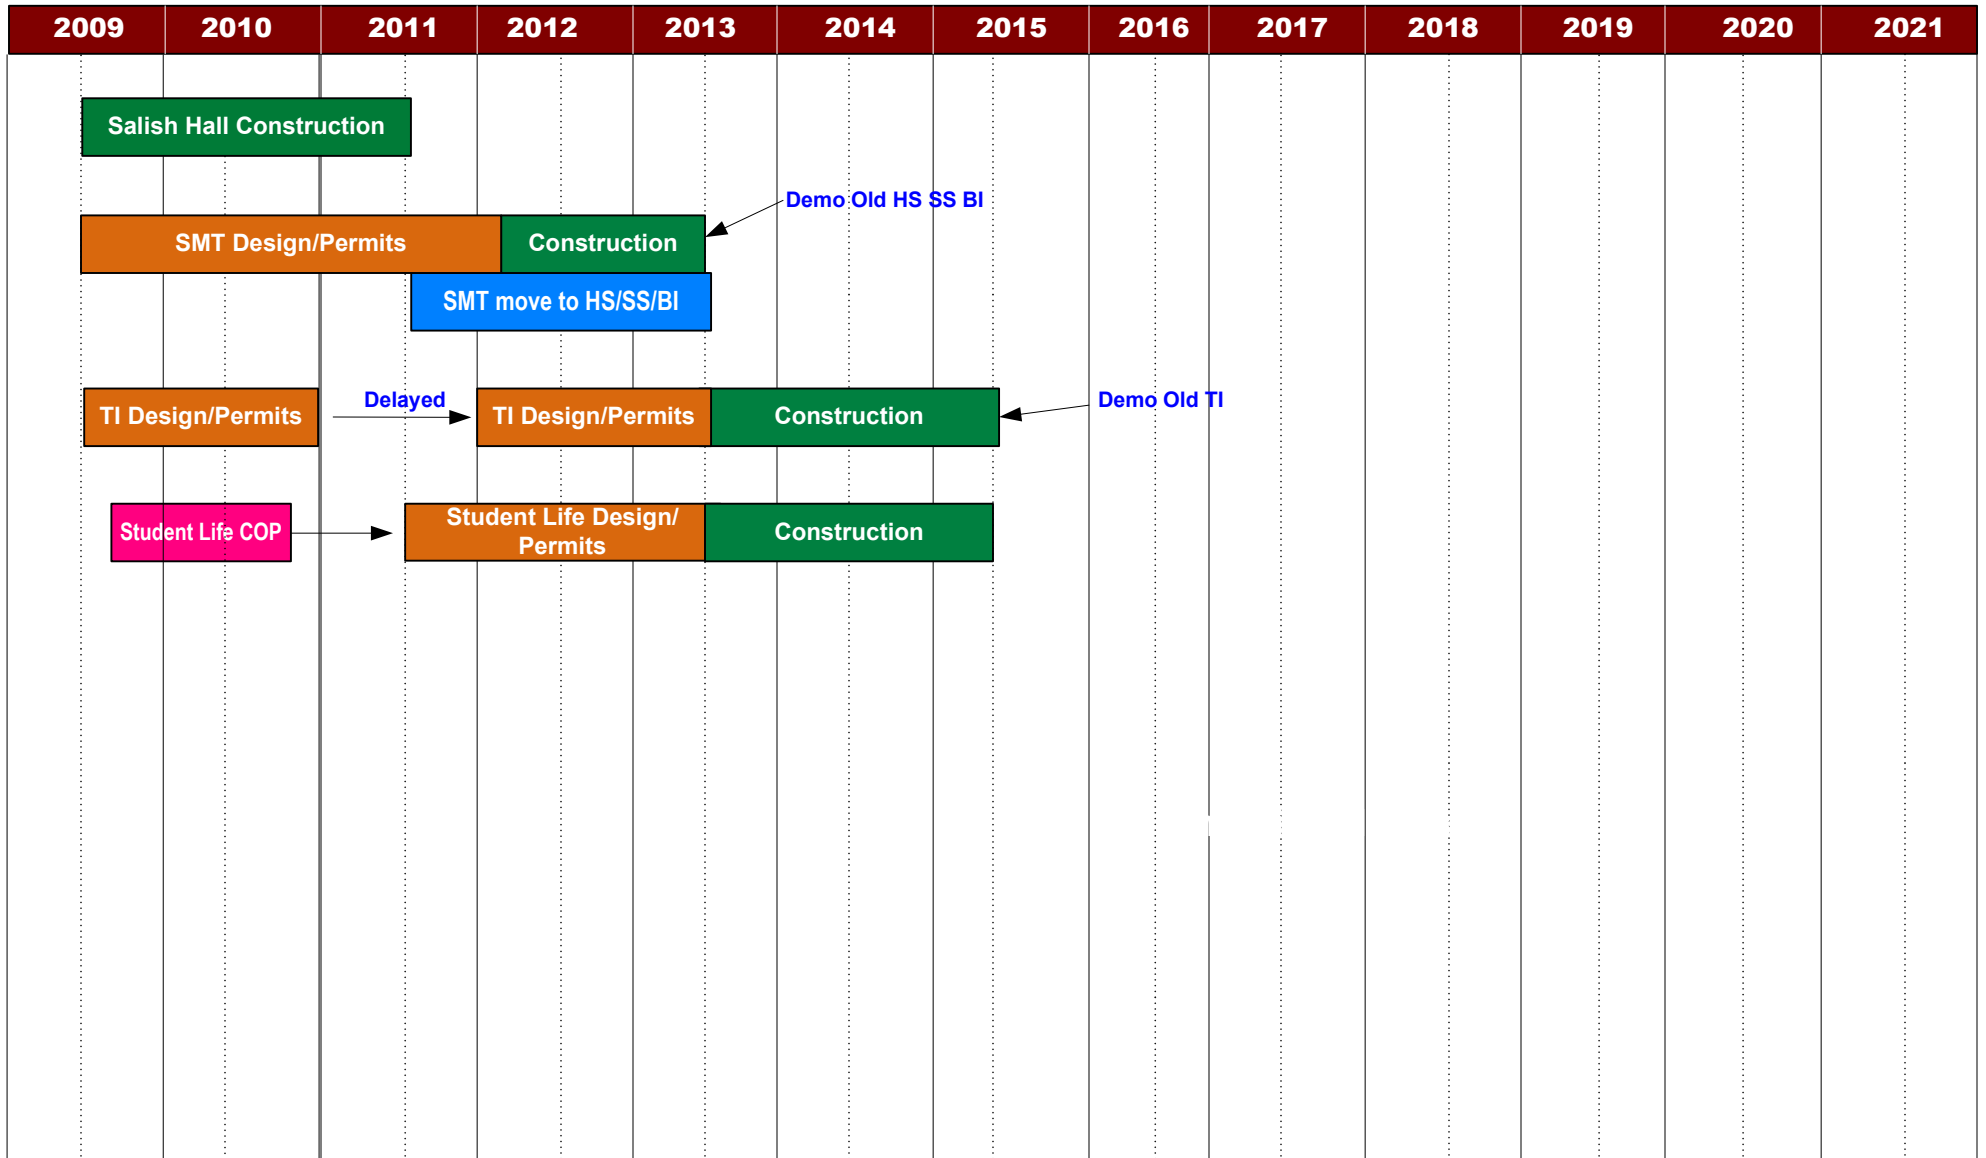 2009 2010 2011 2012 2013 2014 2015 2016 2017 2018 2019 2020 2021
Salish Hall Construction
Demo Old HS SS BI
SMT Design/Permits Construction
SMT move to HS/SS/BI
Delayed
Demo Old TI
TI Design/Permits TI Design/Permits Construction
Student Life COP
Student Life Design/
Permits
Construction